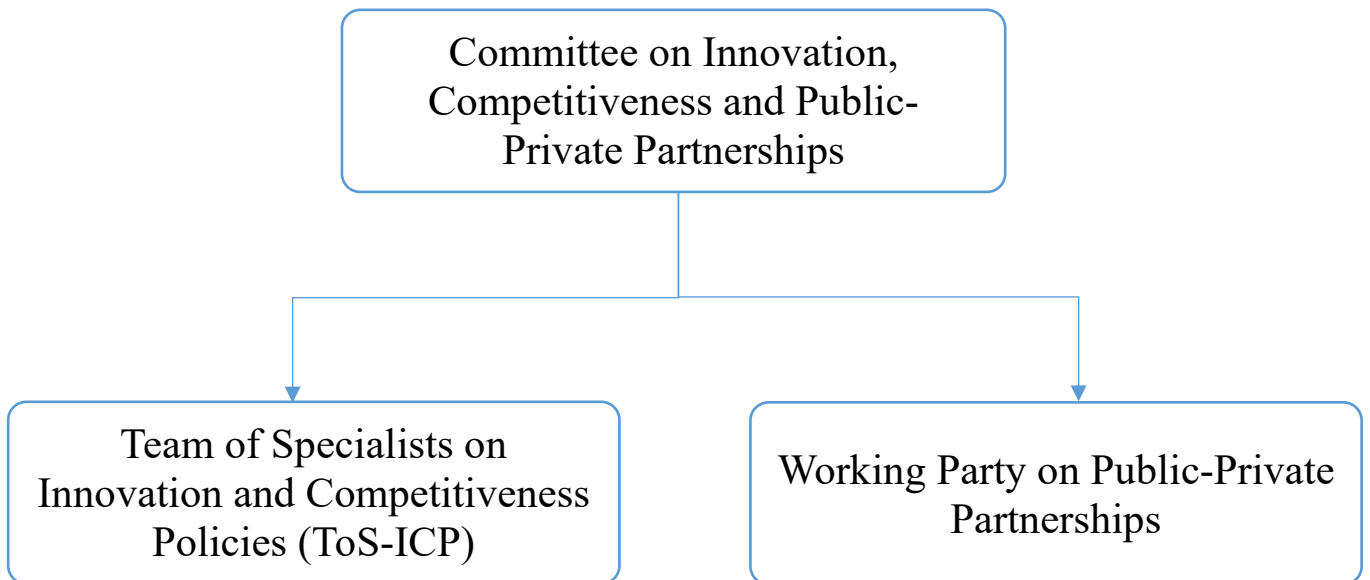 Committee on Innovation,
Competitiveness and Public-
Private Partnerships
Team of Specialists on
Innovation and Competitiveness
Policies (ToS-ICP)
Working Party on Public-Private
Partnerships